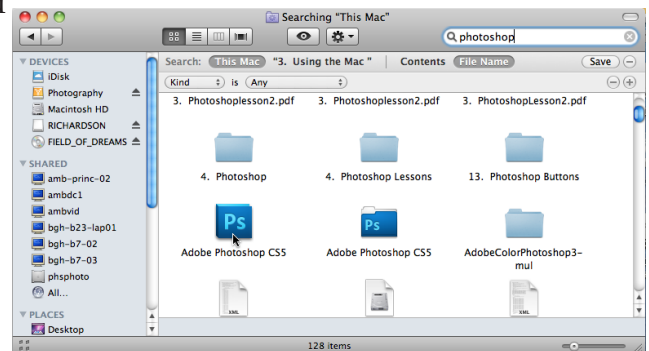 Searching "This Mac"
photoshop
DEVICES
iDisk
Photography
Macintosh HD
RICHARDSON
FIELD_OF_DREAMS
SHARED
amb-princ-02
ambdc1
ambvid
bgh-b23-lap01
bgh-b7-02
bgh-b7-03
phsphoto
All...
PLACES
Desktop
Search: This Mac "3. Using the Mac " Contents File Name Save
Kind is Any
3. Photoshoplesson2.pdf 3. Photoshoplesson2.pdf 3. PhotoshopLesson2.pdf
4. Photoshop 4. Photoshop Lessons 13. Photoshop Buttons
Ps Ps
Adobe Photoshop CS5 Adobe Photoshop CS5 AdobeColorPhotoshop3-
mul
XML XML
128 items